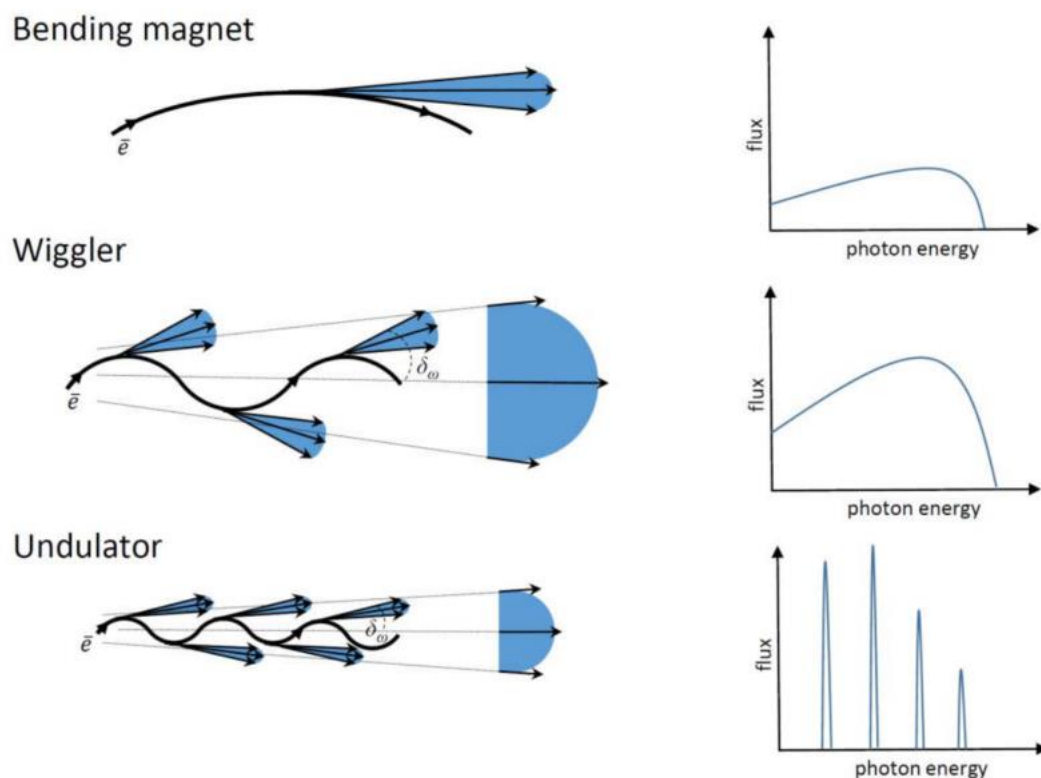 Bending magnet
ē
flux
photon energy
Wiggler
ē
δω
flux
photon energy
Undulator
ē
δω
flux
photon energy